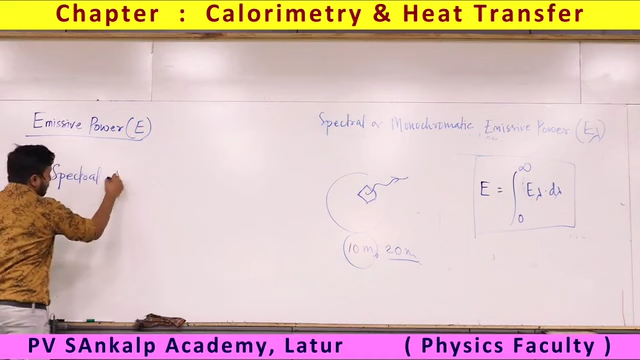 Chapter : Calorimetry & Heat Transfer
Emissive Power (E)
Spectral
Spectral or Monochromatic Emissive Power (Eλ)
E = ∫₀^∞ Eλ · dλ
10 m, 20 m
PV SAnkalp Academy, Latur ( Physics Faculty )